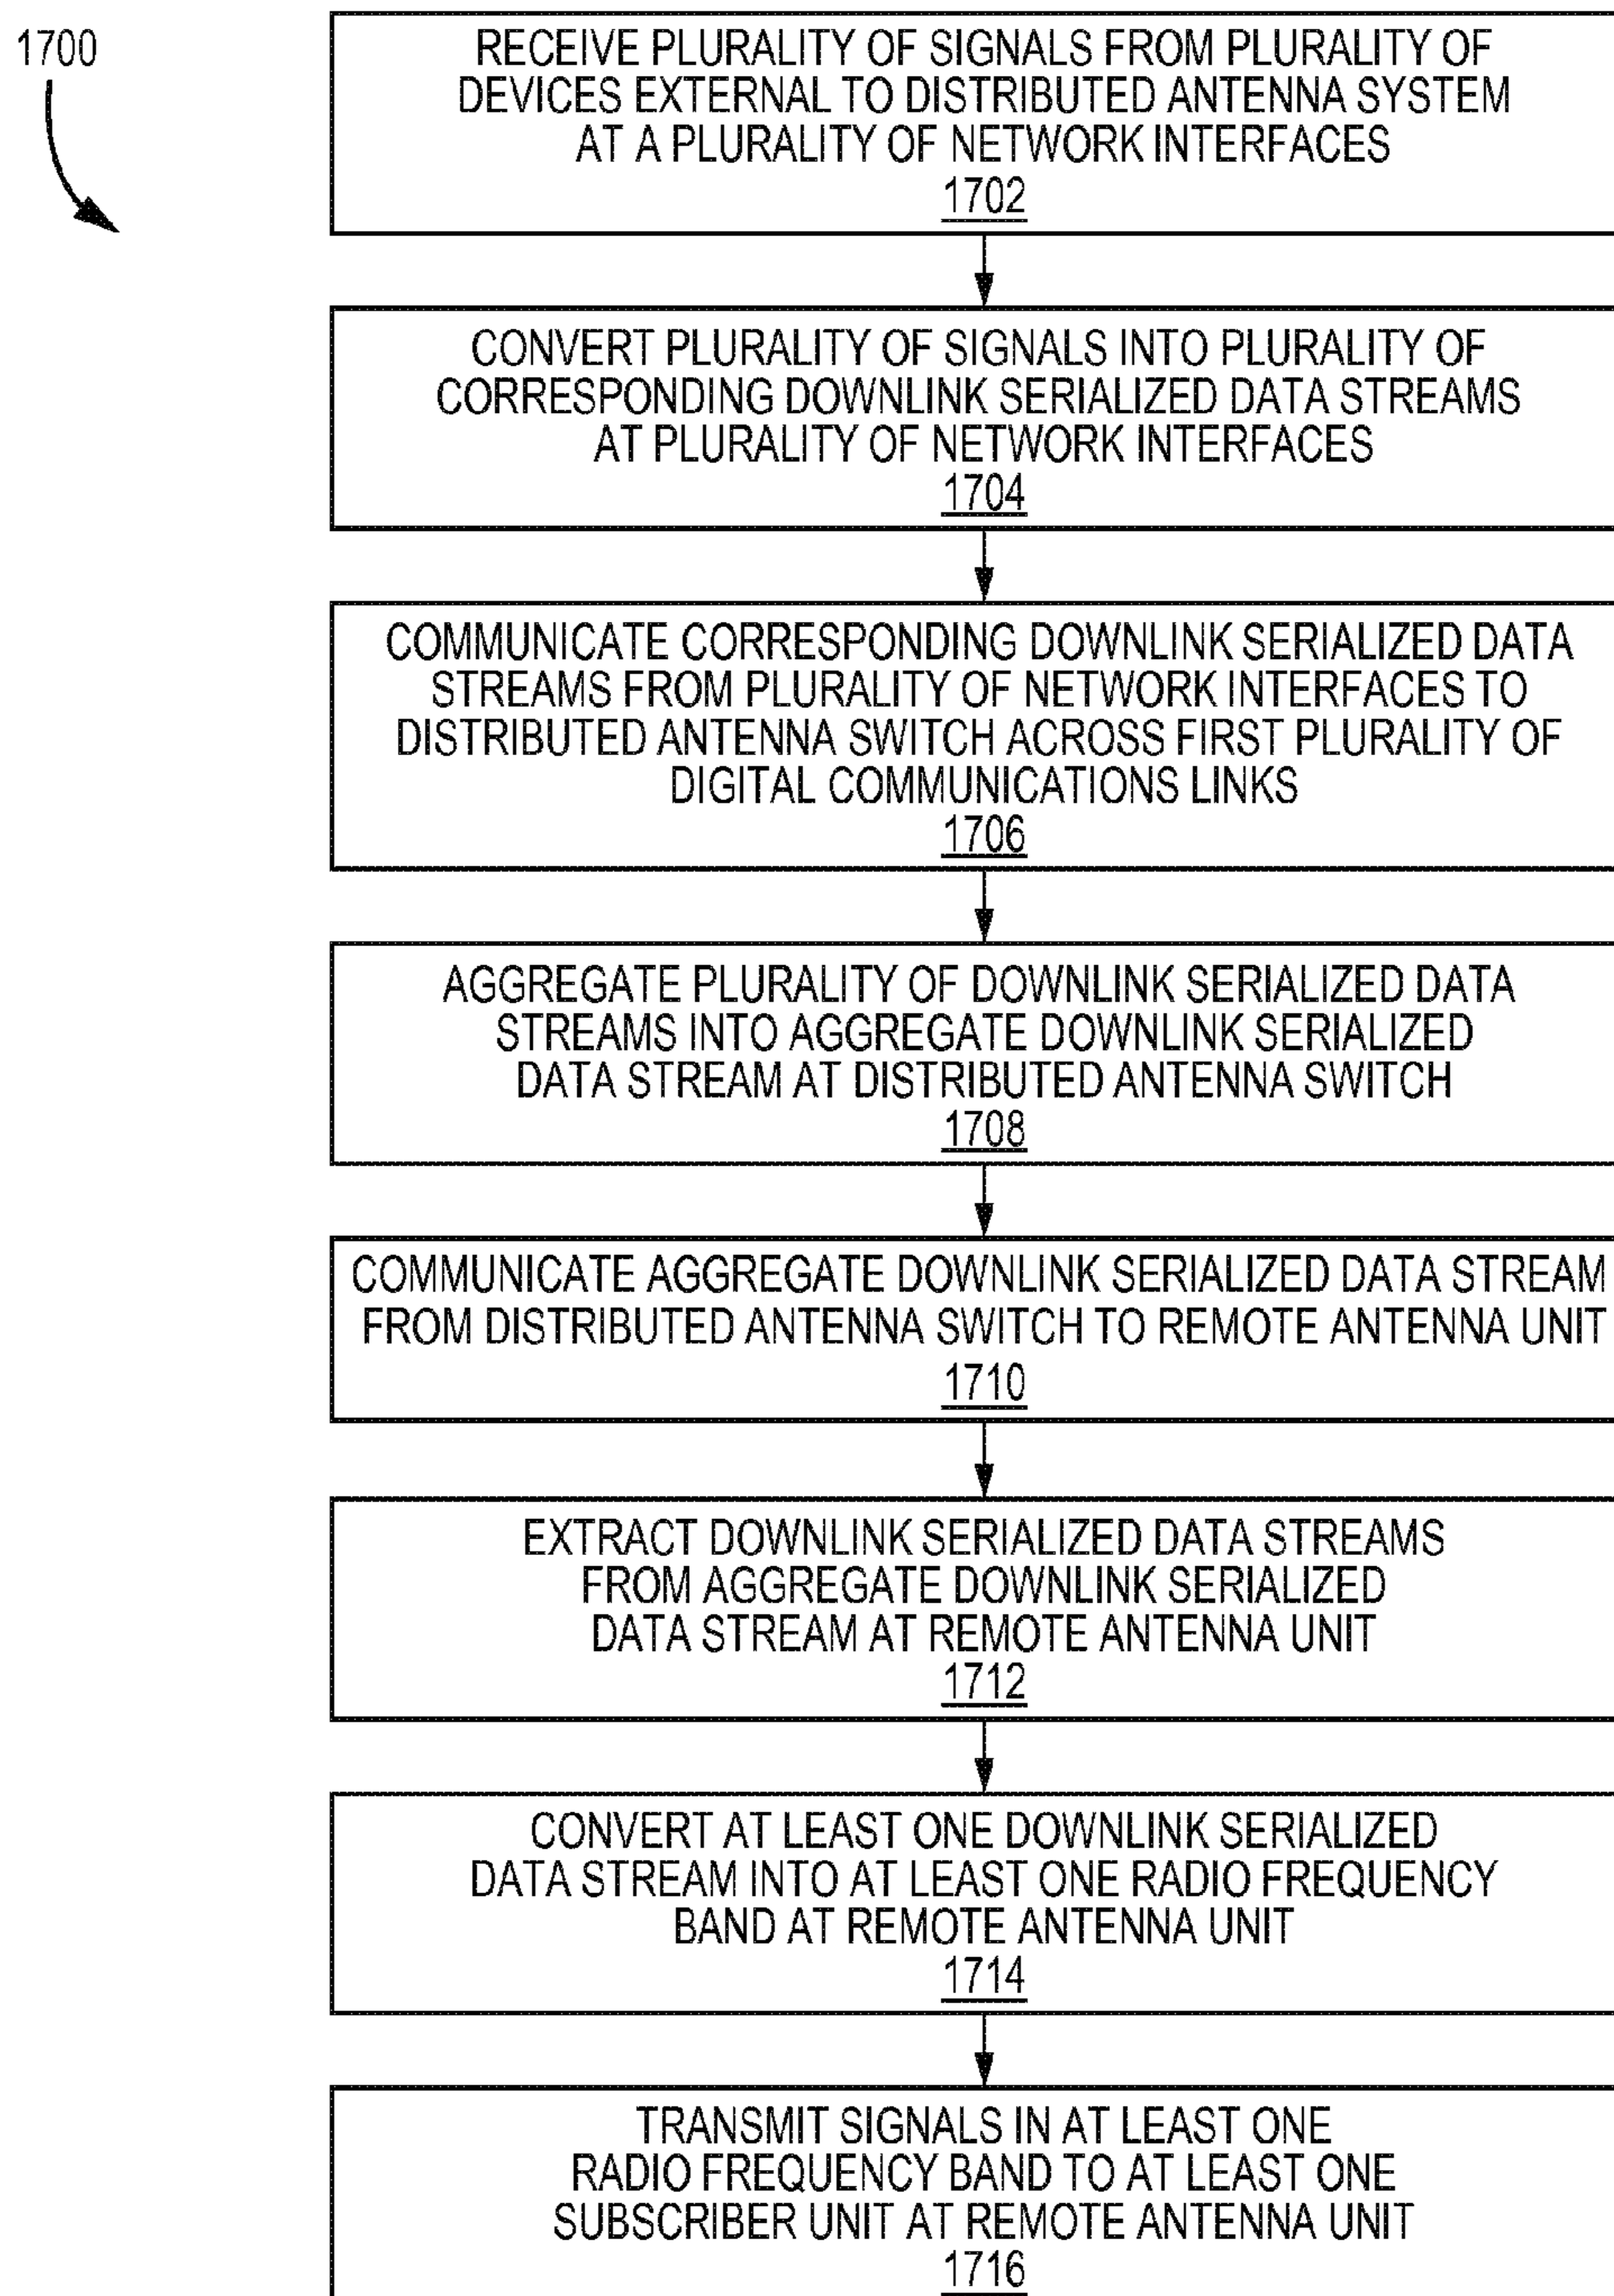 1700
RECEIVE PLURALITY OF SIGNALS FROM PLURALITY OF
DEVICES EXTERNAL TO DISTRIBUTED ANTENNA SYSTEM
AT A PLURALITY OF NETWORK INTERFACES
1702
CONVERT PLURALITY OF SIGNALS INTO PLURALITY OF
CORRESPONDING DOWNLINK SERIALIZED DATA STREAMS
AT PLURALITY OF NETWORK INTERFACES
1704
COMMUNICATE CORRESPONDING DOWNLINK SERIALIZED DATA
STREAMS FROM PLURALITY OF NETWORK INTERFACES TO
DISTRIBUTED ANTENNA SWITCH ACROSS FIRST PLURALITY OF
DIGITAL COMMUNICATIONS LINKS
1706
AGGREGATE PLURALITY OF DOWNLINK SERIALIZED DATA
STREAMS INTO AGGREGATE DOWNLINK SERIALIZED
DATA STREAM AT DISTRIBUTED ANTENNA SWITCH
1708
COMMUNICATE AGGREGATE DOWNLINK SERIALIZED DATA STREAM
FROM DISTRIBUTED ANTENNA SWITCH TO REMOTE ANTENNA UNIT
1710
EXTRACT DOWNLINK SERIALIZED DATA STREAMS
FROM AGGREGATE DOWNLINK SERIALIZED
DATA STREAM AT REMOTE ANTENNA UNIT
1712
CONVERT AT LEAST ONE DOWNLINK SERIALIZED
DATA STREAM INTO AT LEAST ONE RADIO FREQUENCY
BAND AT REMOTE ANTENNA UNIT
1714
TRANSMIT SIGNALS IN AT LEAST ONE
RADIO FREQUENCY BAND TO AT LEAST ONE
SUBSCRIBER UNIT AT REMOTE ANTENNA UNIT
1716